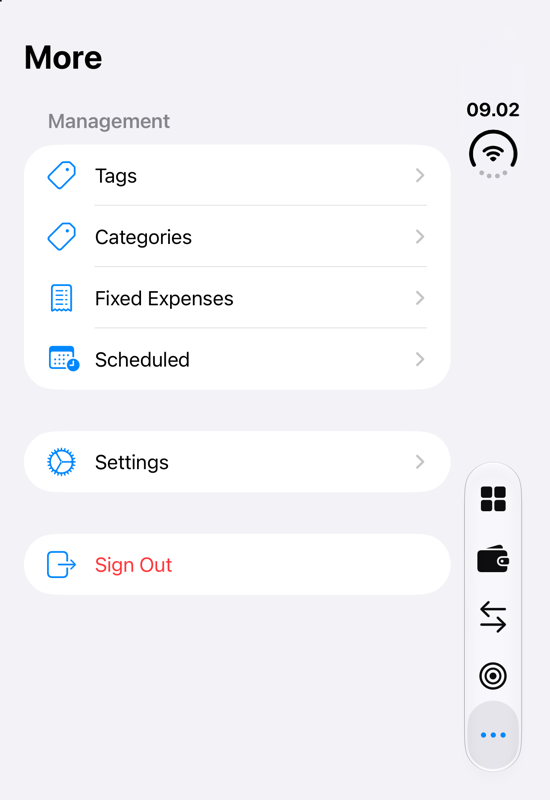 More
09.02
Management
Tags
Categories
Fixed Expenses
Scheduled
Settings
Sign Out